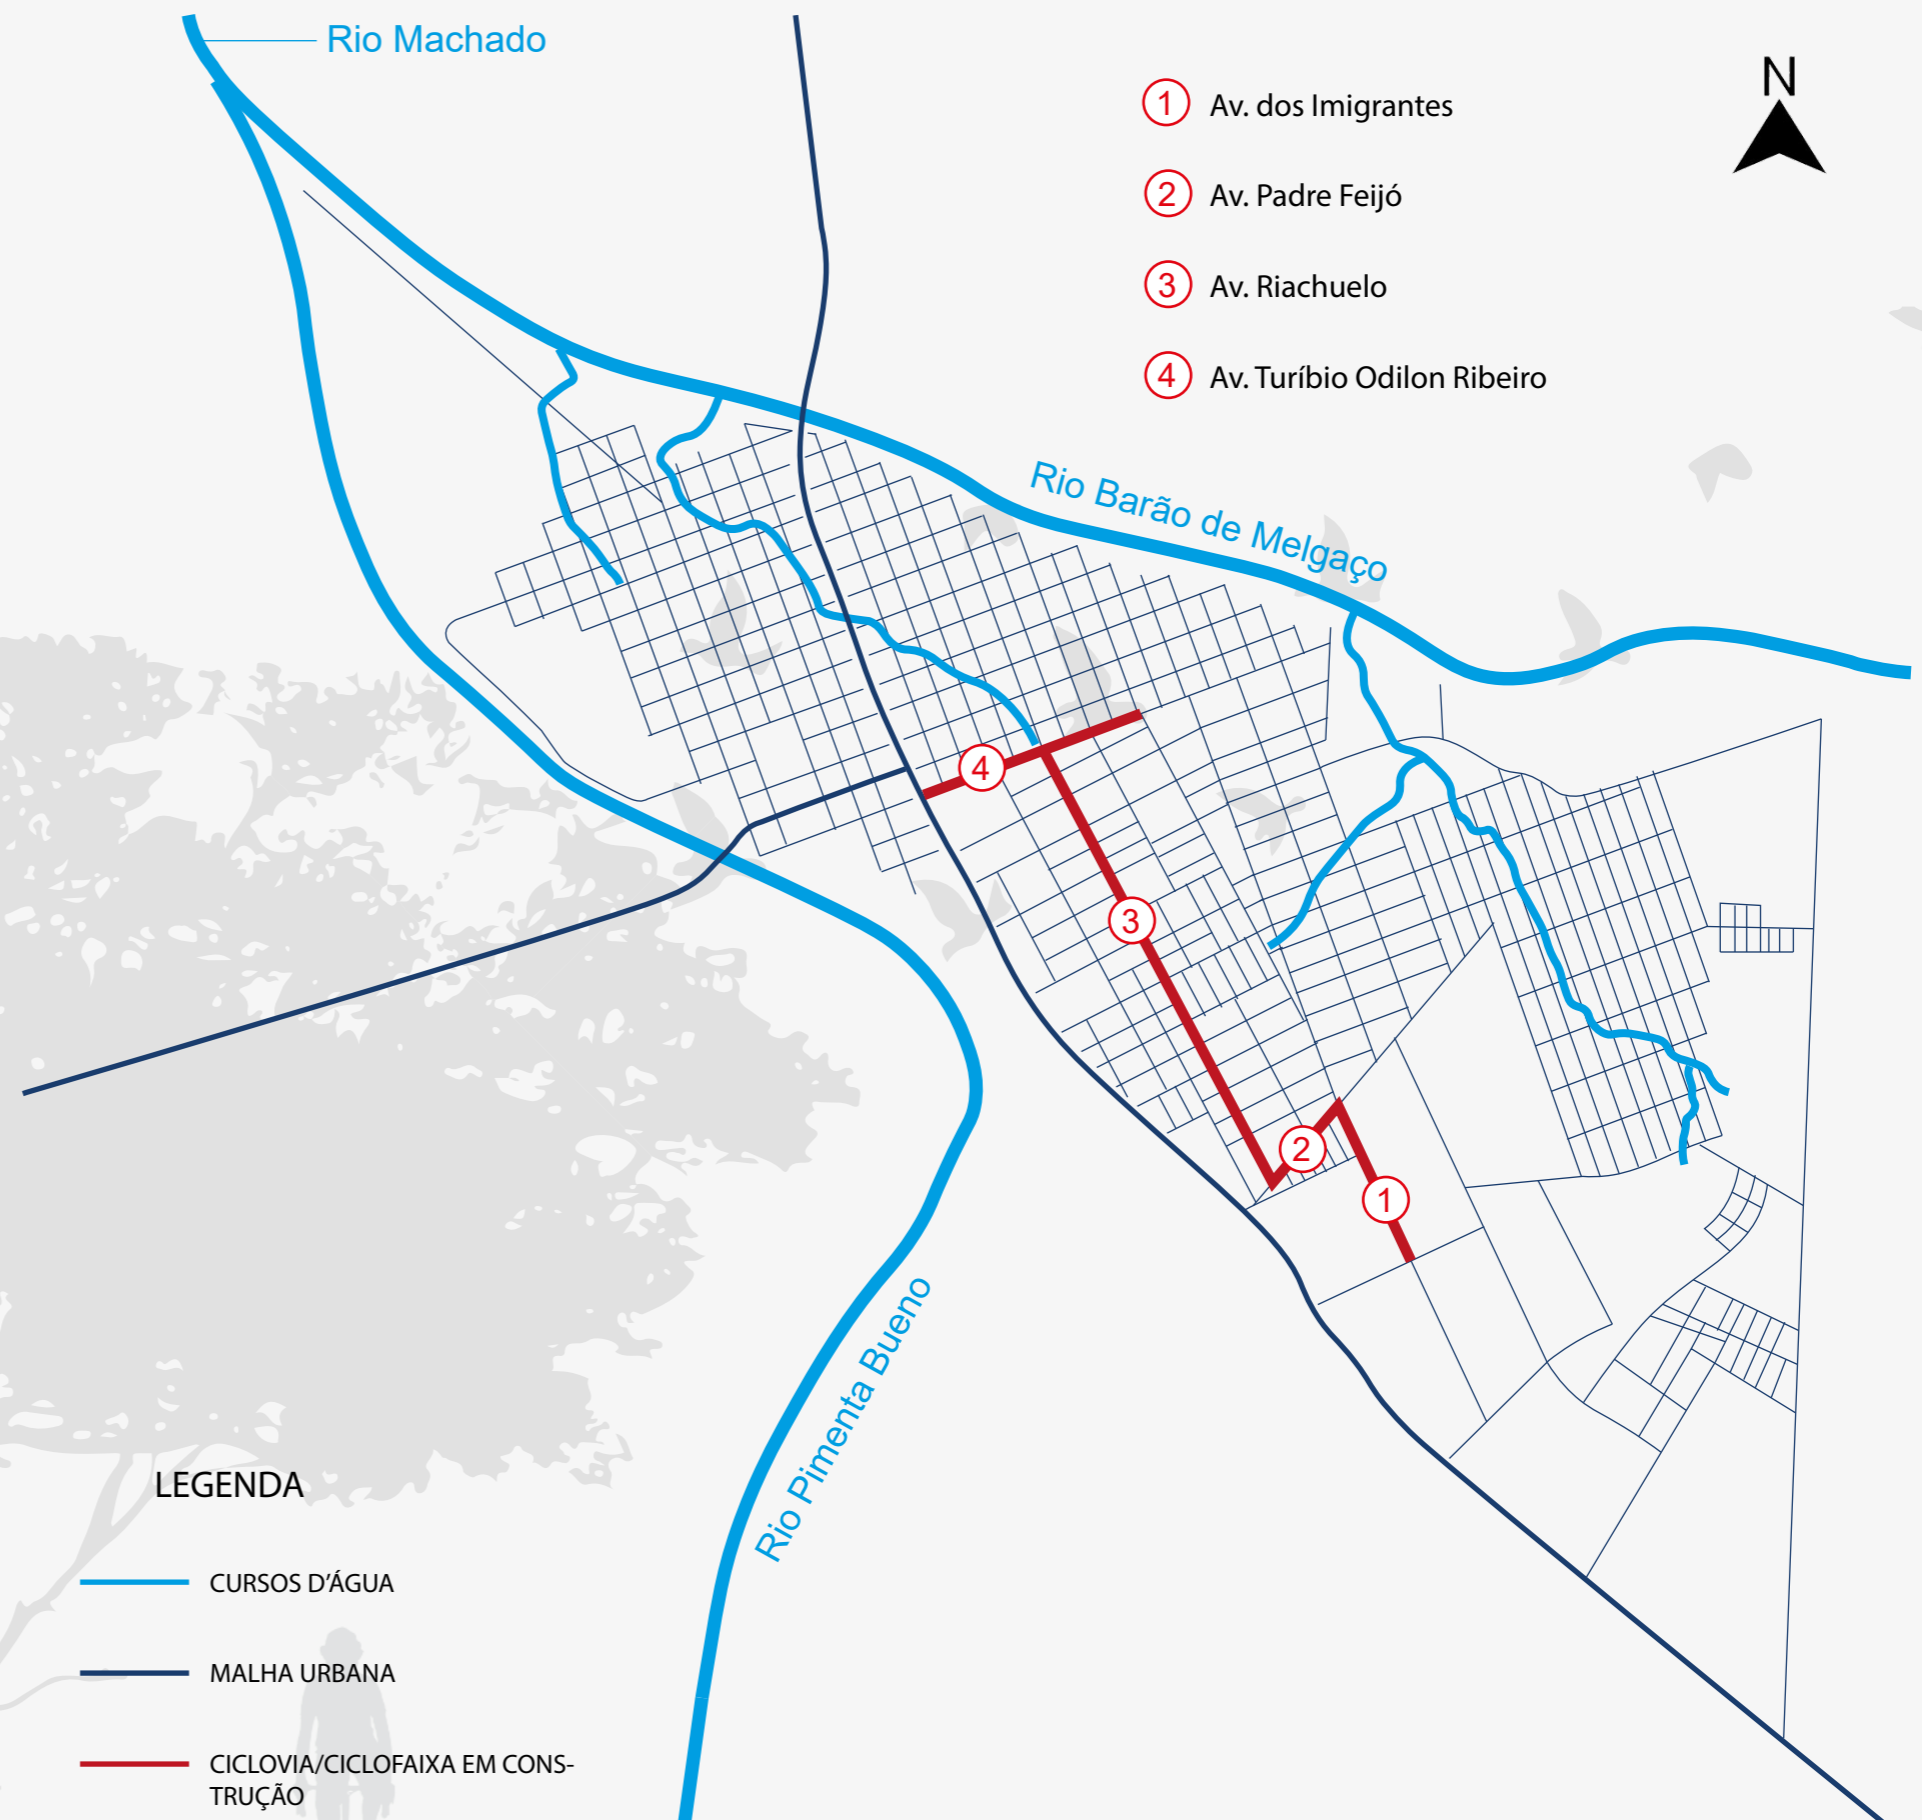 Rio Machado
N
1 Av. dos Imigrantes
2 Av. Padre Feijó
3 Av. Riachuelo
4 Av. Turíbio Odilon Ribeiro
Rio Barão de Melgaço
4
3
2
1
Rio Pimenta Bueno
LEGENDA
CURSOS D’ÁGUA
MALHA URBANA
CICLOVIA/CICLOFAIXA EM CONS-
TRUÇÃO